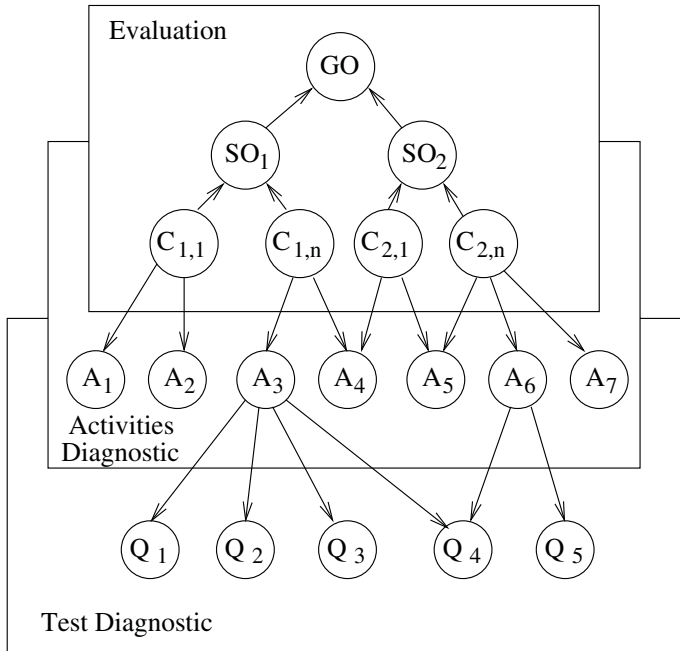 Evaluation
GO
SO1 SO2
C1,1 C1,n C2,1 C2,n
A1 A2 A3 A4 A5 A6 A7
Activities
Diagnostic
Q1 Q2 Q3 Q4 Q5
Test Diagnostic